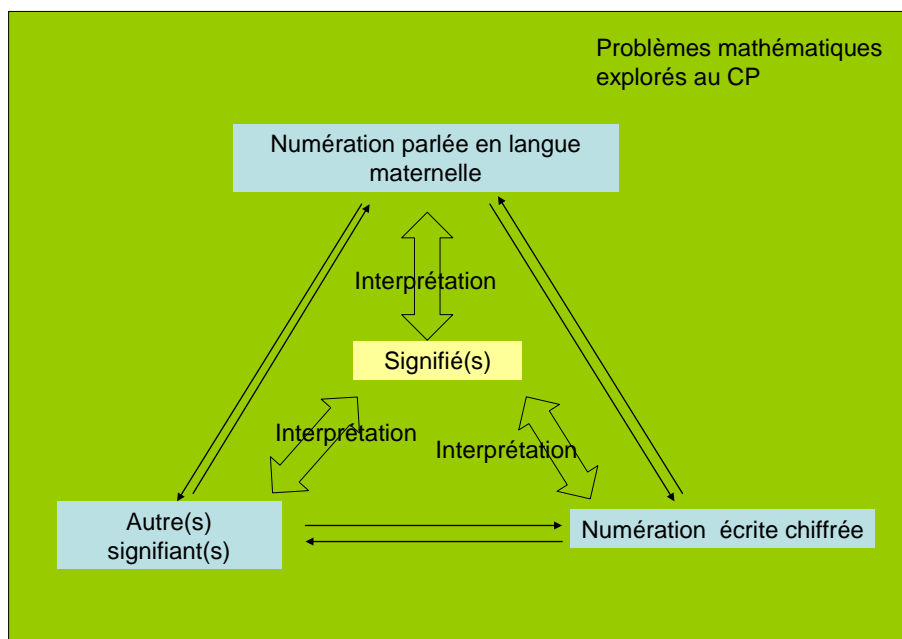 Problèmes mathématiques
explorés au CP
Numération parlée en langue
maternelle
Interprétation
Signifié(s)
Interprétation
Interprétation
Autre(s)
signifiant(s)
Numération écrite chiffrée